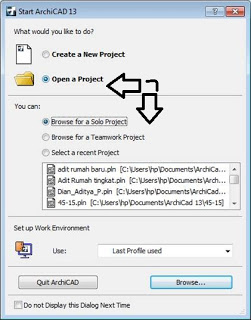 Start ArchiCAD 13
What would you like to do?
Create a New Project
Open a Project
You can:
Browse for a Solo Project
Browse for a Teamwork Project
Select a recent Project
adit rumah baru.pln [C:\Users\hp\Documents\ArchiCA...
Adit Rumah tingkat.pln [C:\Users\hp\Documents\Archi...
Dian_Aditya_P.pln [C:\Users\hp\Documents\ArchiCAD...
45-15.pln [C:\Users\hp\Documents\ArchiCad 13\45-15]
Set up Work Environment
Use:
Last Profile used
Quit ArchiCAD
Browse...
Do not Display this Dialog Next Time